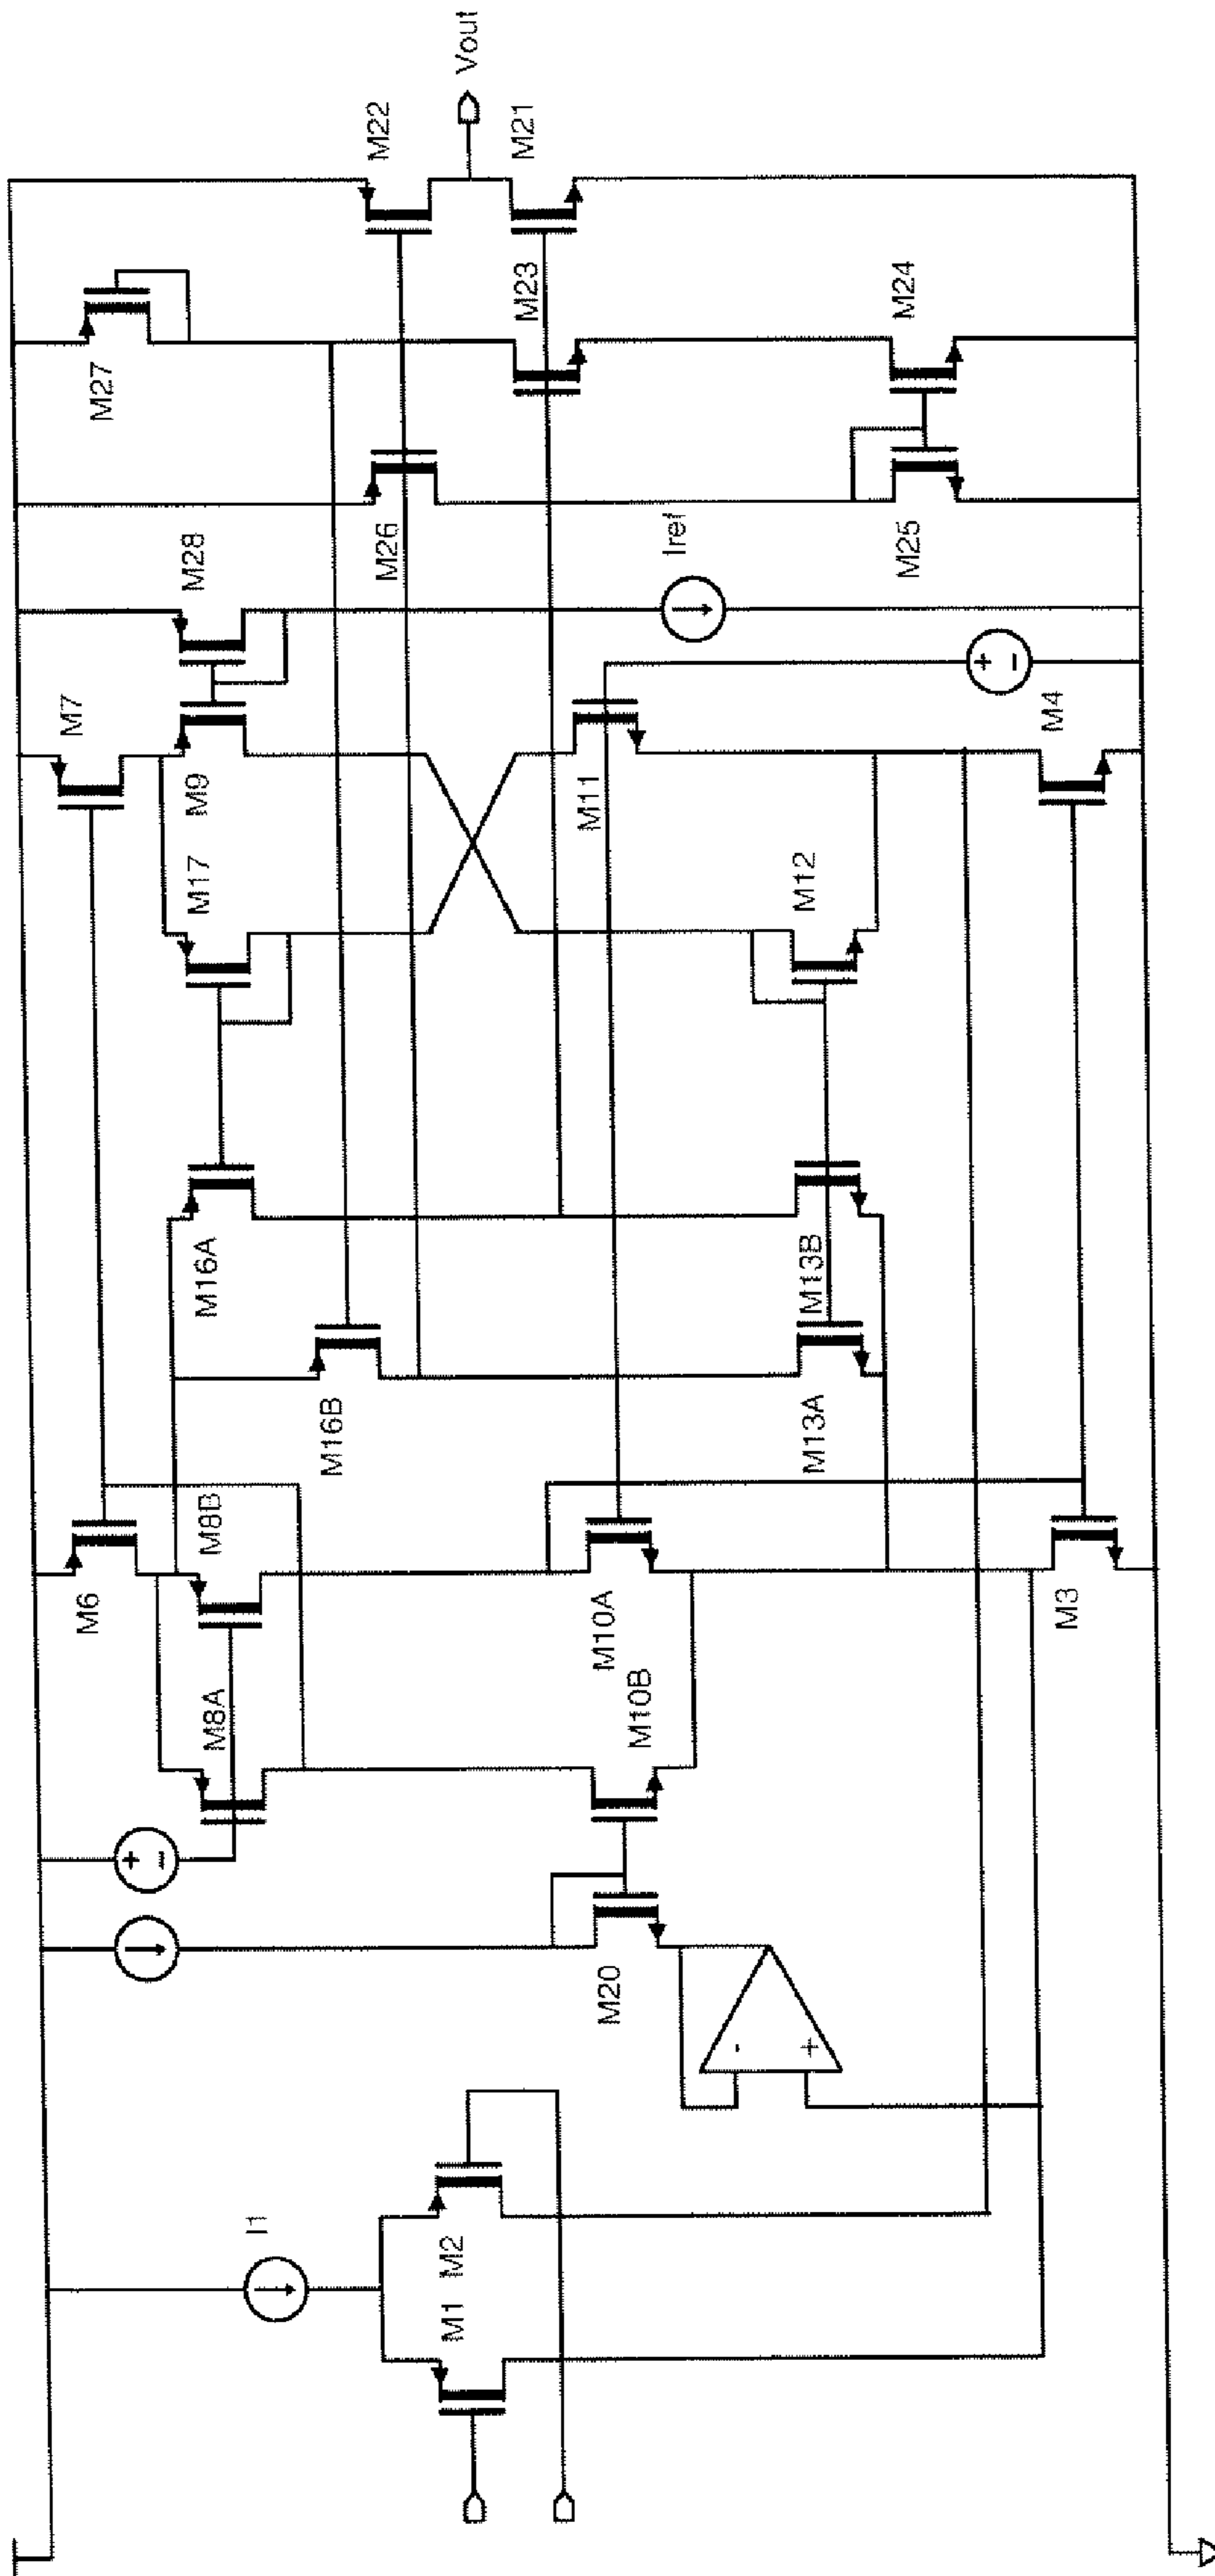 I1
M1
M2
M20
M8A
M10B
M6
M8B
M10A
M3
M16B
M13A
M16A
M13B
M17
M12
M7
M9
M11
M4
M28
Iref
M26
M25
M27
M23
M24
M22
M21
Vout
+
-
+
-
-
+